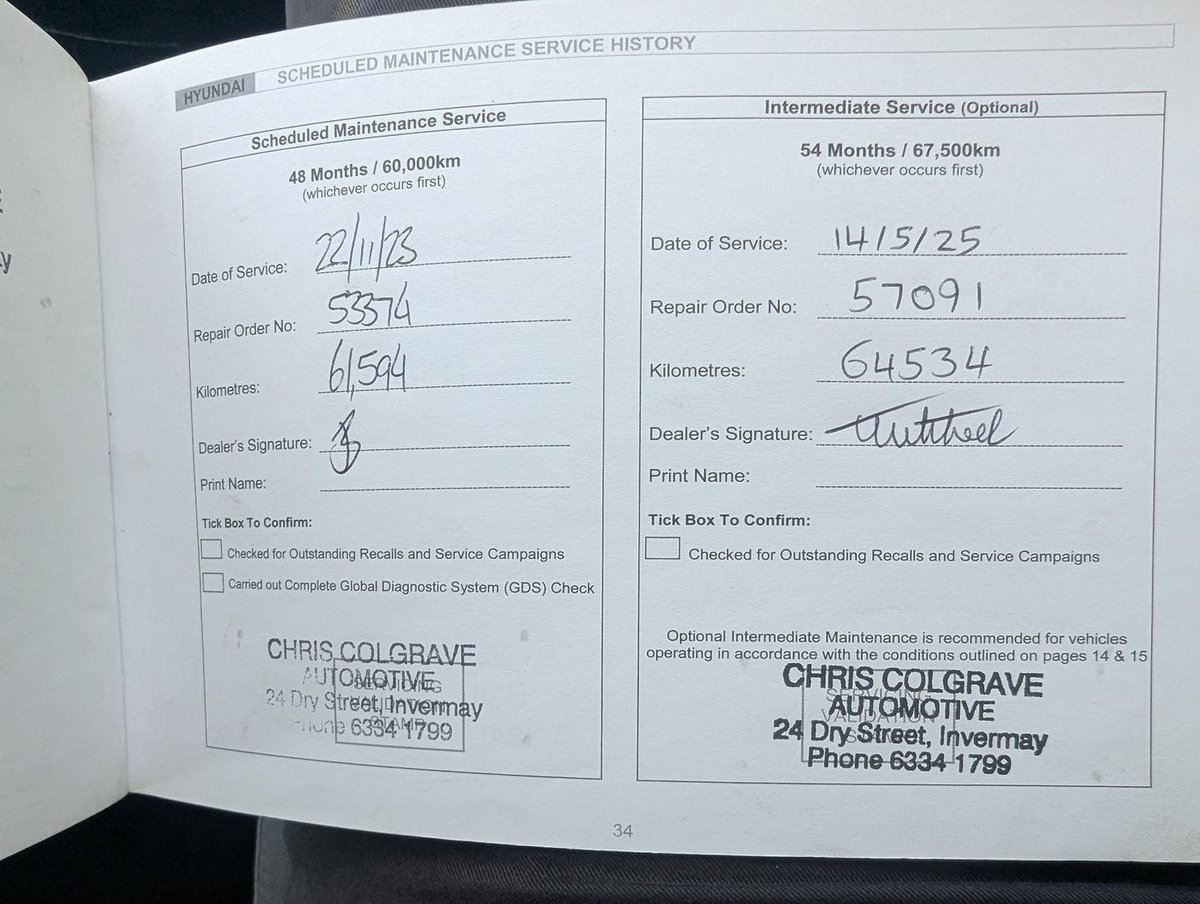 HYUNDAI SCHEDULED MAINTENANCE SERVICE HISTORY
Scheduled Maintenance Service
48 Months / 60,000km
(whichever occurs first)
Date of Service: 22/11/23
Repair Order No: 53374
Kilometres: 61,594
Dealer's Signature:
Print Name:
Tick Box To Confirm:
Checked for Outstanding Recalls and Service Campaigns
Carried out Complete Global Diagnostic System (GDS) Check
CHRIS COLGRAVE
AUTOMOTIVE
24 Dry Street, Invermay
Phone 6334 1799
Intermediate Service (Optional)
54 Months / 67,500km
(whichever occurs first)
Date of Service: 14/5/25
Repair Order No: 57091
Kilometres: 64534
Dealer's Signature:
Print Name:
Tick Box To Confirm:
Checked for Outstanding Recalls and Service Campaigns
Optional Intermediate Maintenance is recommended for vehicles
operating in accordance with the conditions outlined on pages 14 & 15
CHRIS COLGRAVE
AUTOMOTIVE
24 Dry Street, Invermay
Phone 6334 1799
34